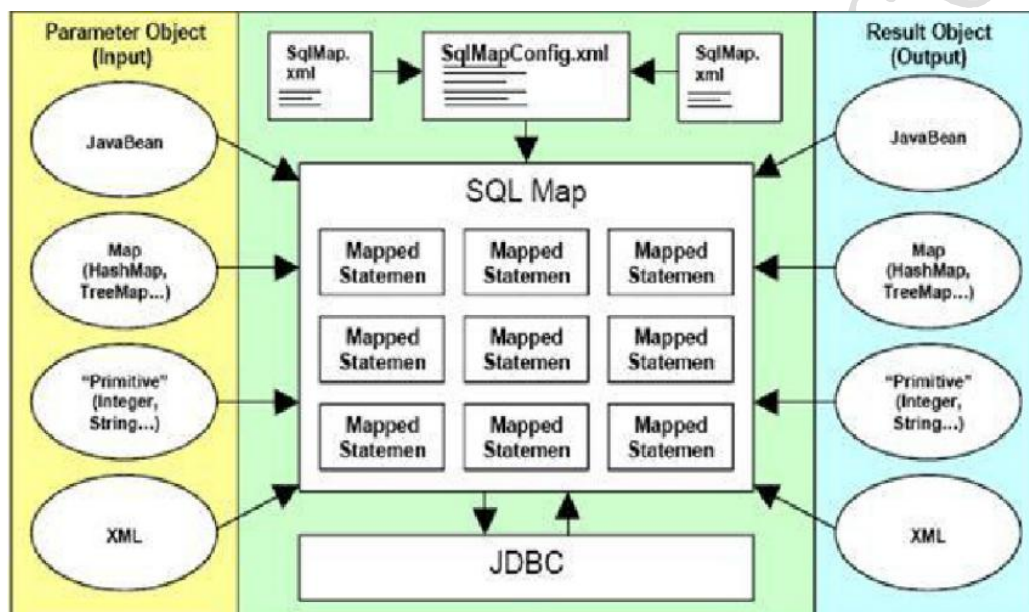 Parameter Object
(Input)
JavaBean
Map
(HashMap,
TreeMap...)
“Primitive”
(Integer,
String...)
XML
SqlMap.
xml
SqlMapConfig.xml
SqlMap.
xml
SQL Map
Mapped
Statemen
Mapped
Statemen
Mapped
Statemen
Mapped
Statemen
Mapped
Statemen
Mapped
Statemen
Mapped
Statemen
Mapped
Statemen
Mapped
Statemen
JDBC
Result Object
(Output)
JavaBean
Map
(HashMap,
TreeMap...)
“Primitive”
(Integer,
String...)
XML